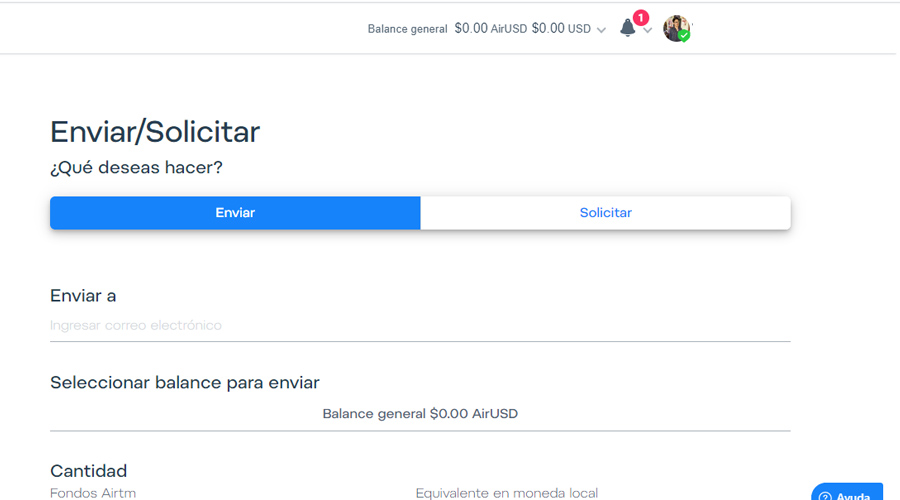 Balance general $0.00 AirUSD $0.00 USD
1
Enviar/Solicitar
¿Qué deseas hacer?
Enviar Solicitar
Enviar a
Ingresar correo electrónico
Seleccionar balance para enviar
Balance general $0.00 AirUSD
Cantidad
Fondos Airtm Equivalente en moneda local
? Ayuda